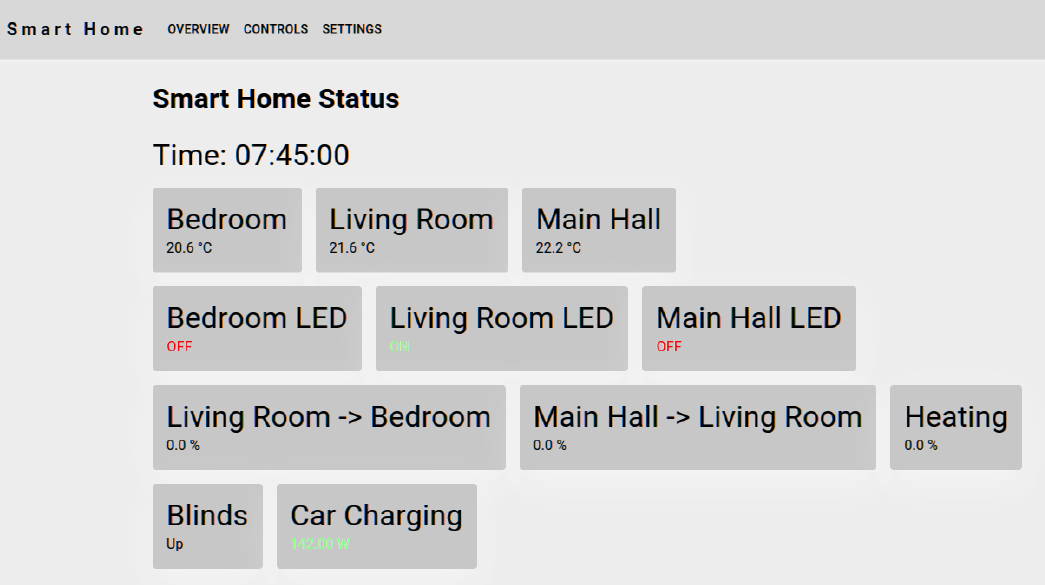 Smart Home OVERVIEW CONTROLS SETTINGS
Smart Home Status
Time: 07:45:00
Bedroom Living Room Main Hall
20.6 °C 21.6 °C 22.2 °C
Bedroom LED Living Room LED Main Hall LED
OFF ON OFF
Living Room -> Bedroom Main Hall -> Living Room Heating
0.0 % 0.0 % 0.0 %
Blinds Car Charging
Up